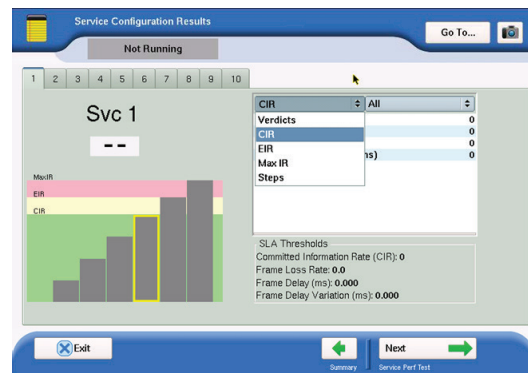 Service Configuration Results
Go To...
Not Running
1 2 3 4 5 6 7 8 9 10
Svc 1
--
CIR All
Verdicts 0
CIR 0
EIR 0
ns) 0
Max IR
Steps
MaxIR
EIR
CIR
SLA Thresholds
Committed Information Rate (CIR): 0
Frame Loss Rate: 0.0
Frame Delay (ms): 0.000
Frame Delay Variation (ms): 0.000
Exit
Summary
Next
Service Perf Test